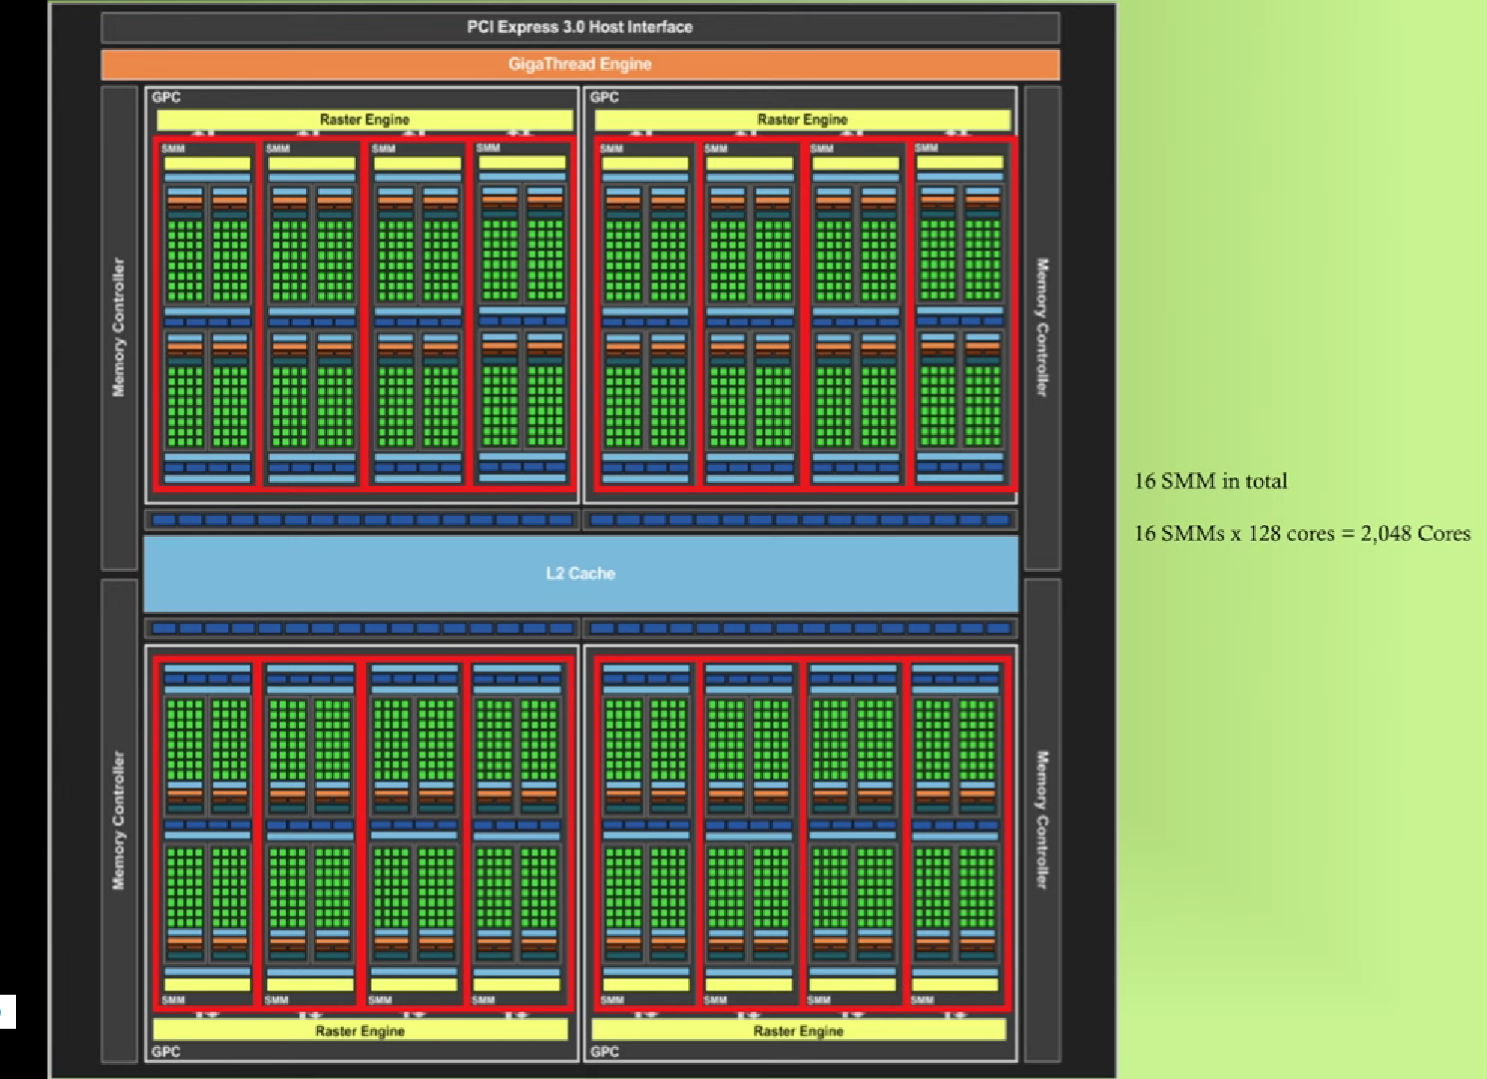 PCI Express 3.0 Host Interface
GigaThread Engine
GPC
GPC
Raster Engine
Raster Engine
SMM
SMM
SMM
SMM
SMM
SMM
SMM
SMM
Memory Controller
Memory Controller
16 SMM in total
16 SMMs x 128 cores = 2,048 Cores
L2 Cache
Memory Controller
Memory Controller
SMM
SMM
SMM
SMM
SMM
SMM
SMM
SMM
Raster Engine
Raster Engine
GPC
GPC